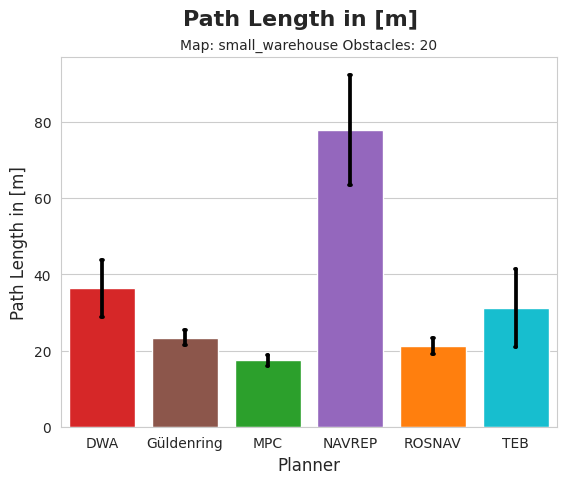 Path Length in [m]
Map: small_warehouse Obstacles: 20
Path Length in [m]
80
60
40
20
0
DWA Güldenring MPC NAVREP ROSNAV TEB
Planner